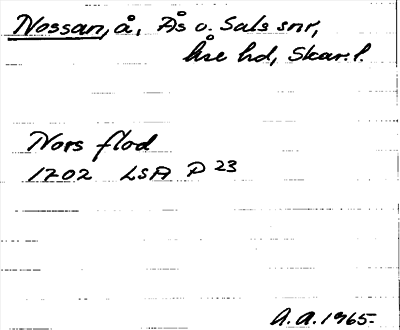 Nossan, å, Ås o. Sals snr,
Åse hd, Skar. l.
Nors flod
1702 LSA P 23
A.A. 1965.